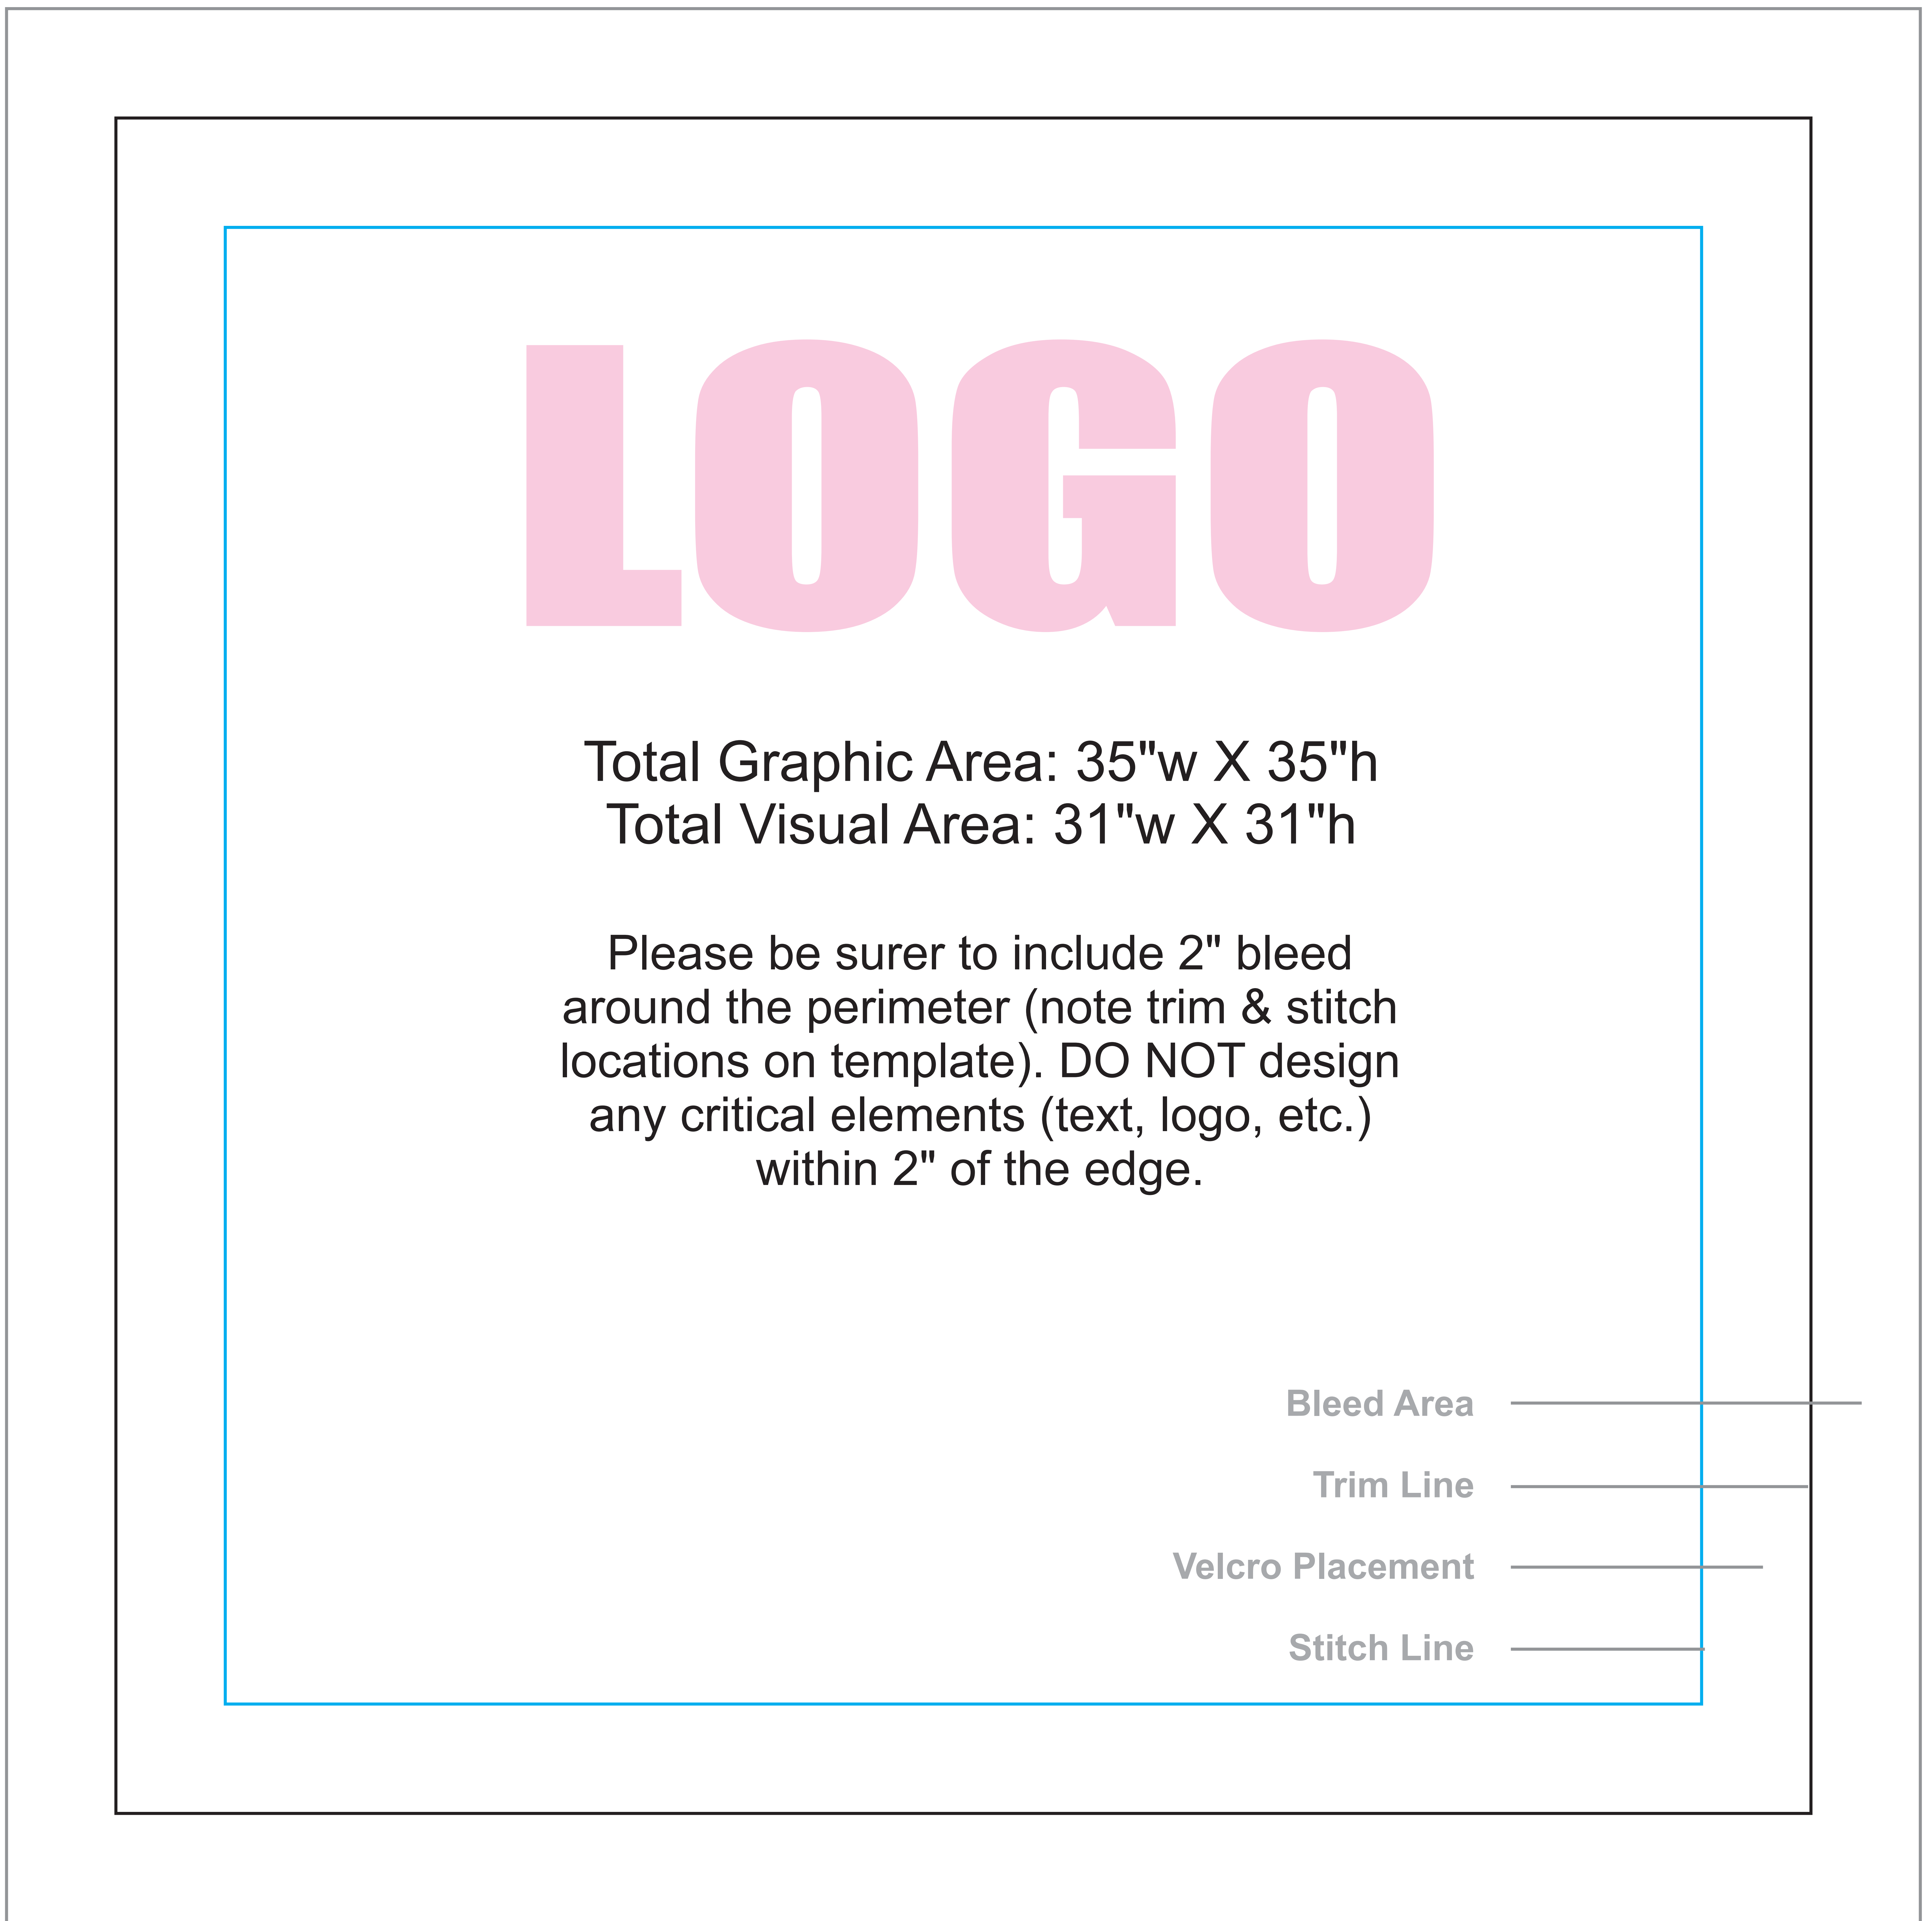 LOGO
Total Graphic Area: 35"w X 35"h
Total Visual Area: 31"w X 31"h
Please be surer to include 2" bleed
around the perimeter (note trim & stitch
locations on template). DO NOT design
any critical elements (text, logo, etc.)
within 2" of the edge.
Bleed Area
Trim Line
Velcro Placement
Stitch Line